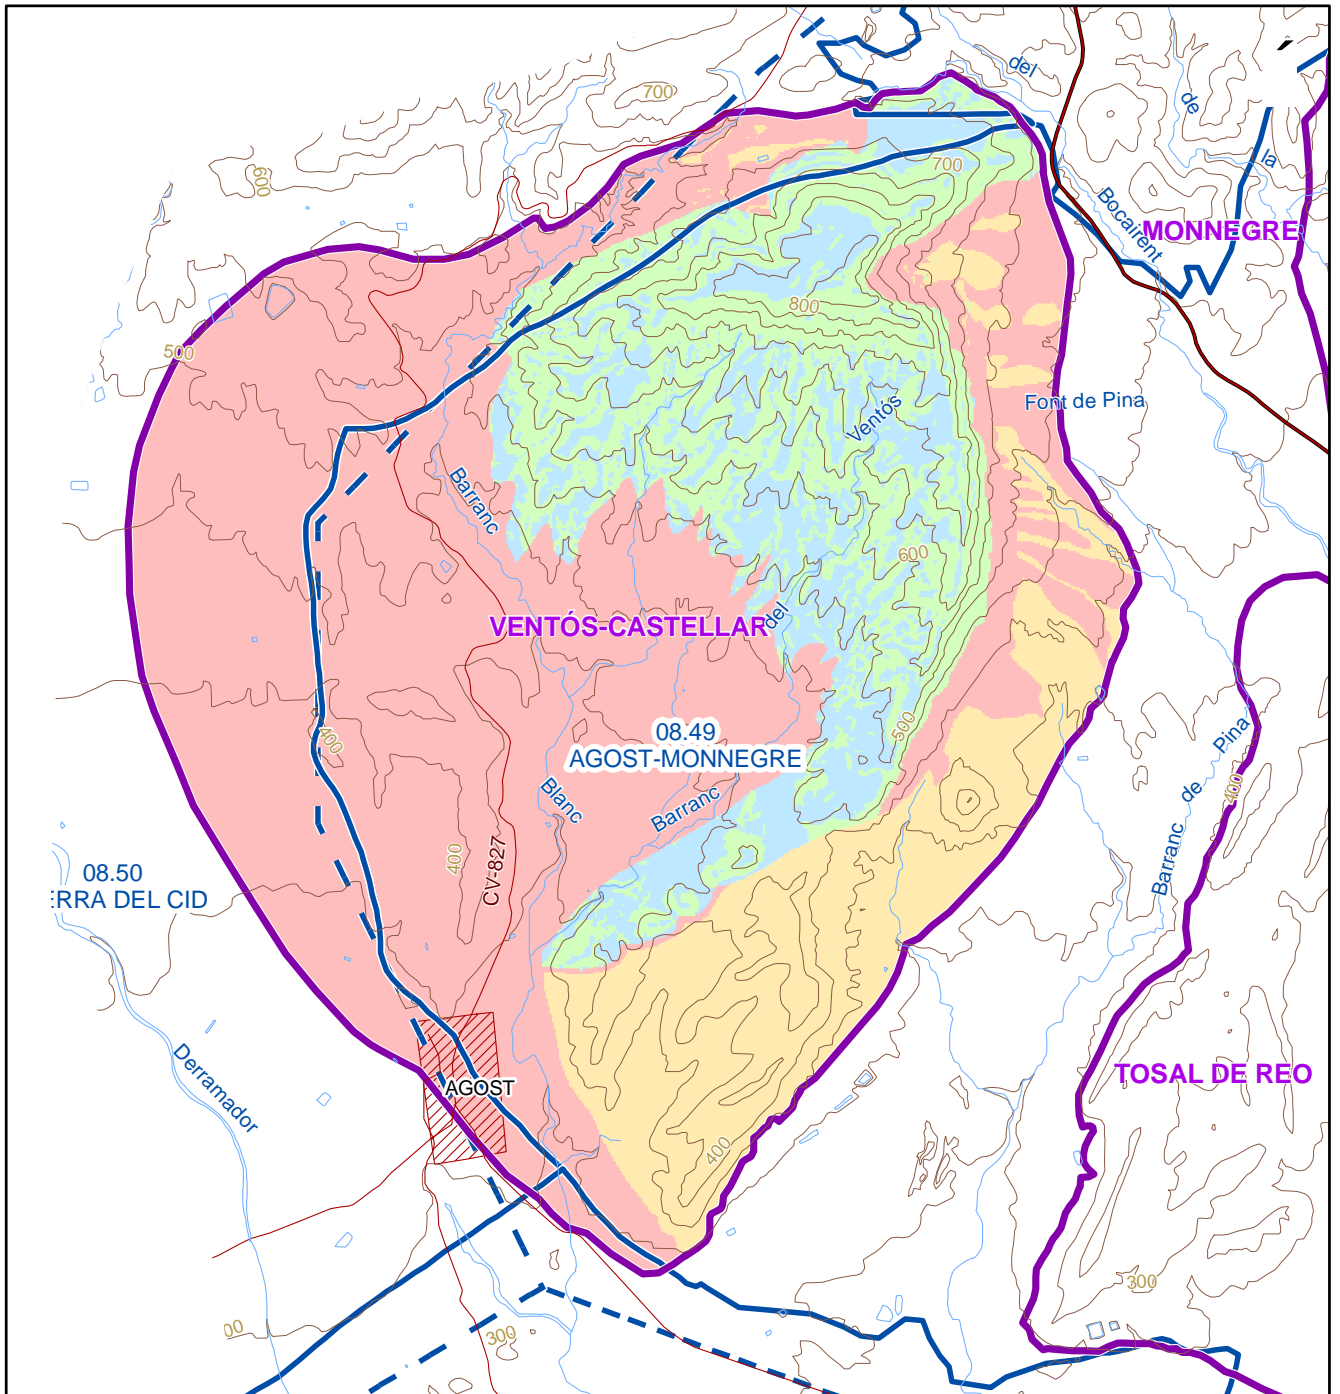 del
de
la
Bocairent
MONNEGRE
700
600
700
800
500
Font de Pina
Ventós
Barranc
600
VENTÓS-CASTELLAR
del
08.49
AGOST-MONNEGRE
400
500
Pina
de
Barranc
400
Blanc
Barranc
400
CV-827
08.50
ERRA DEL CID
Derramador
AGOST
TOSAL DE REO
400
300
00
300